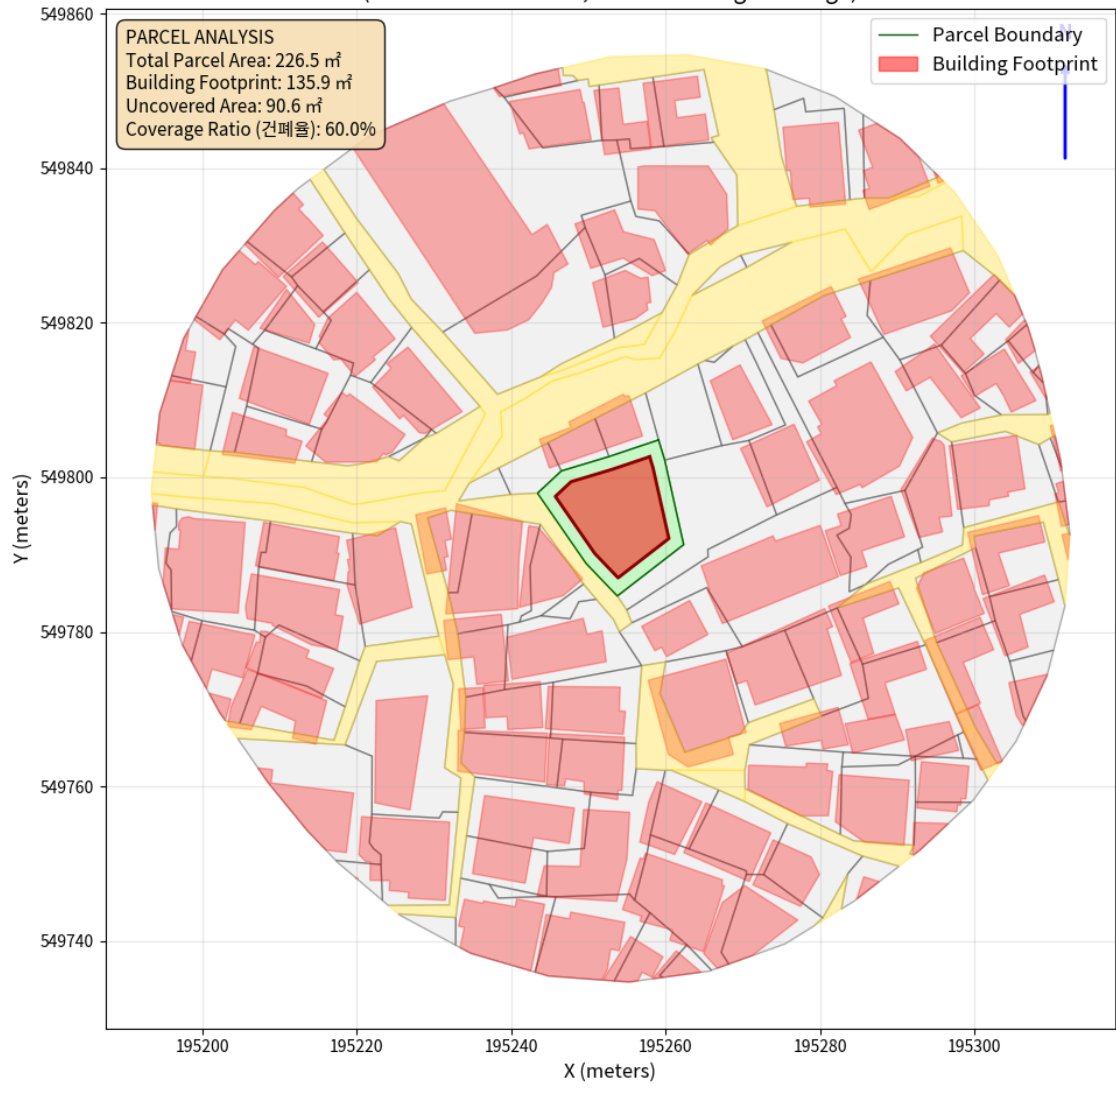 549860
549840
549820
549800
549780
549760
549740
Y (meters)
PARCEL ANALYSIS
Total Parcel Area: 226.5 ㎡
Building Footprint: 135.9 ㎡
Uncovered Area: 90.6 ㎡
Coverage Ratio (건폐율): 60.0%
N
Parcel Boundary
Building Footprint
195200
195220
195240
195260
195280
195300
X (meters)